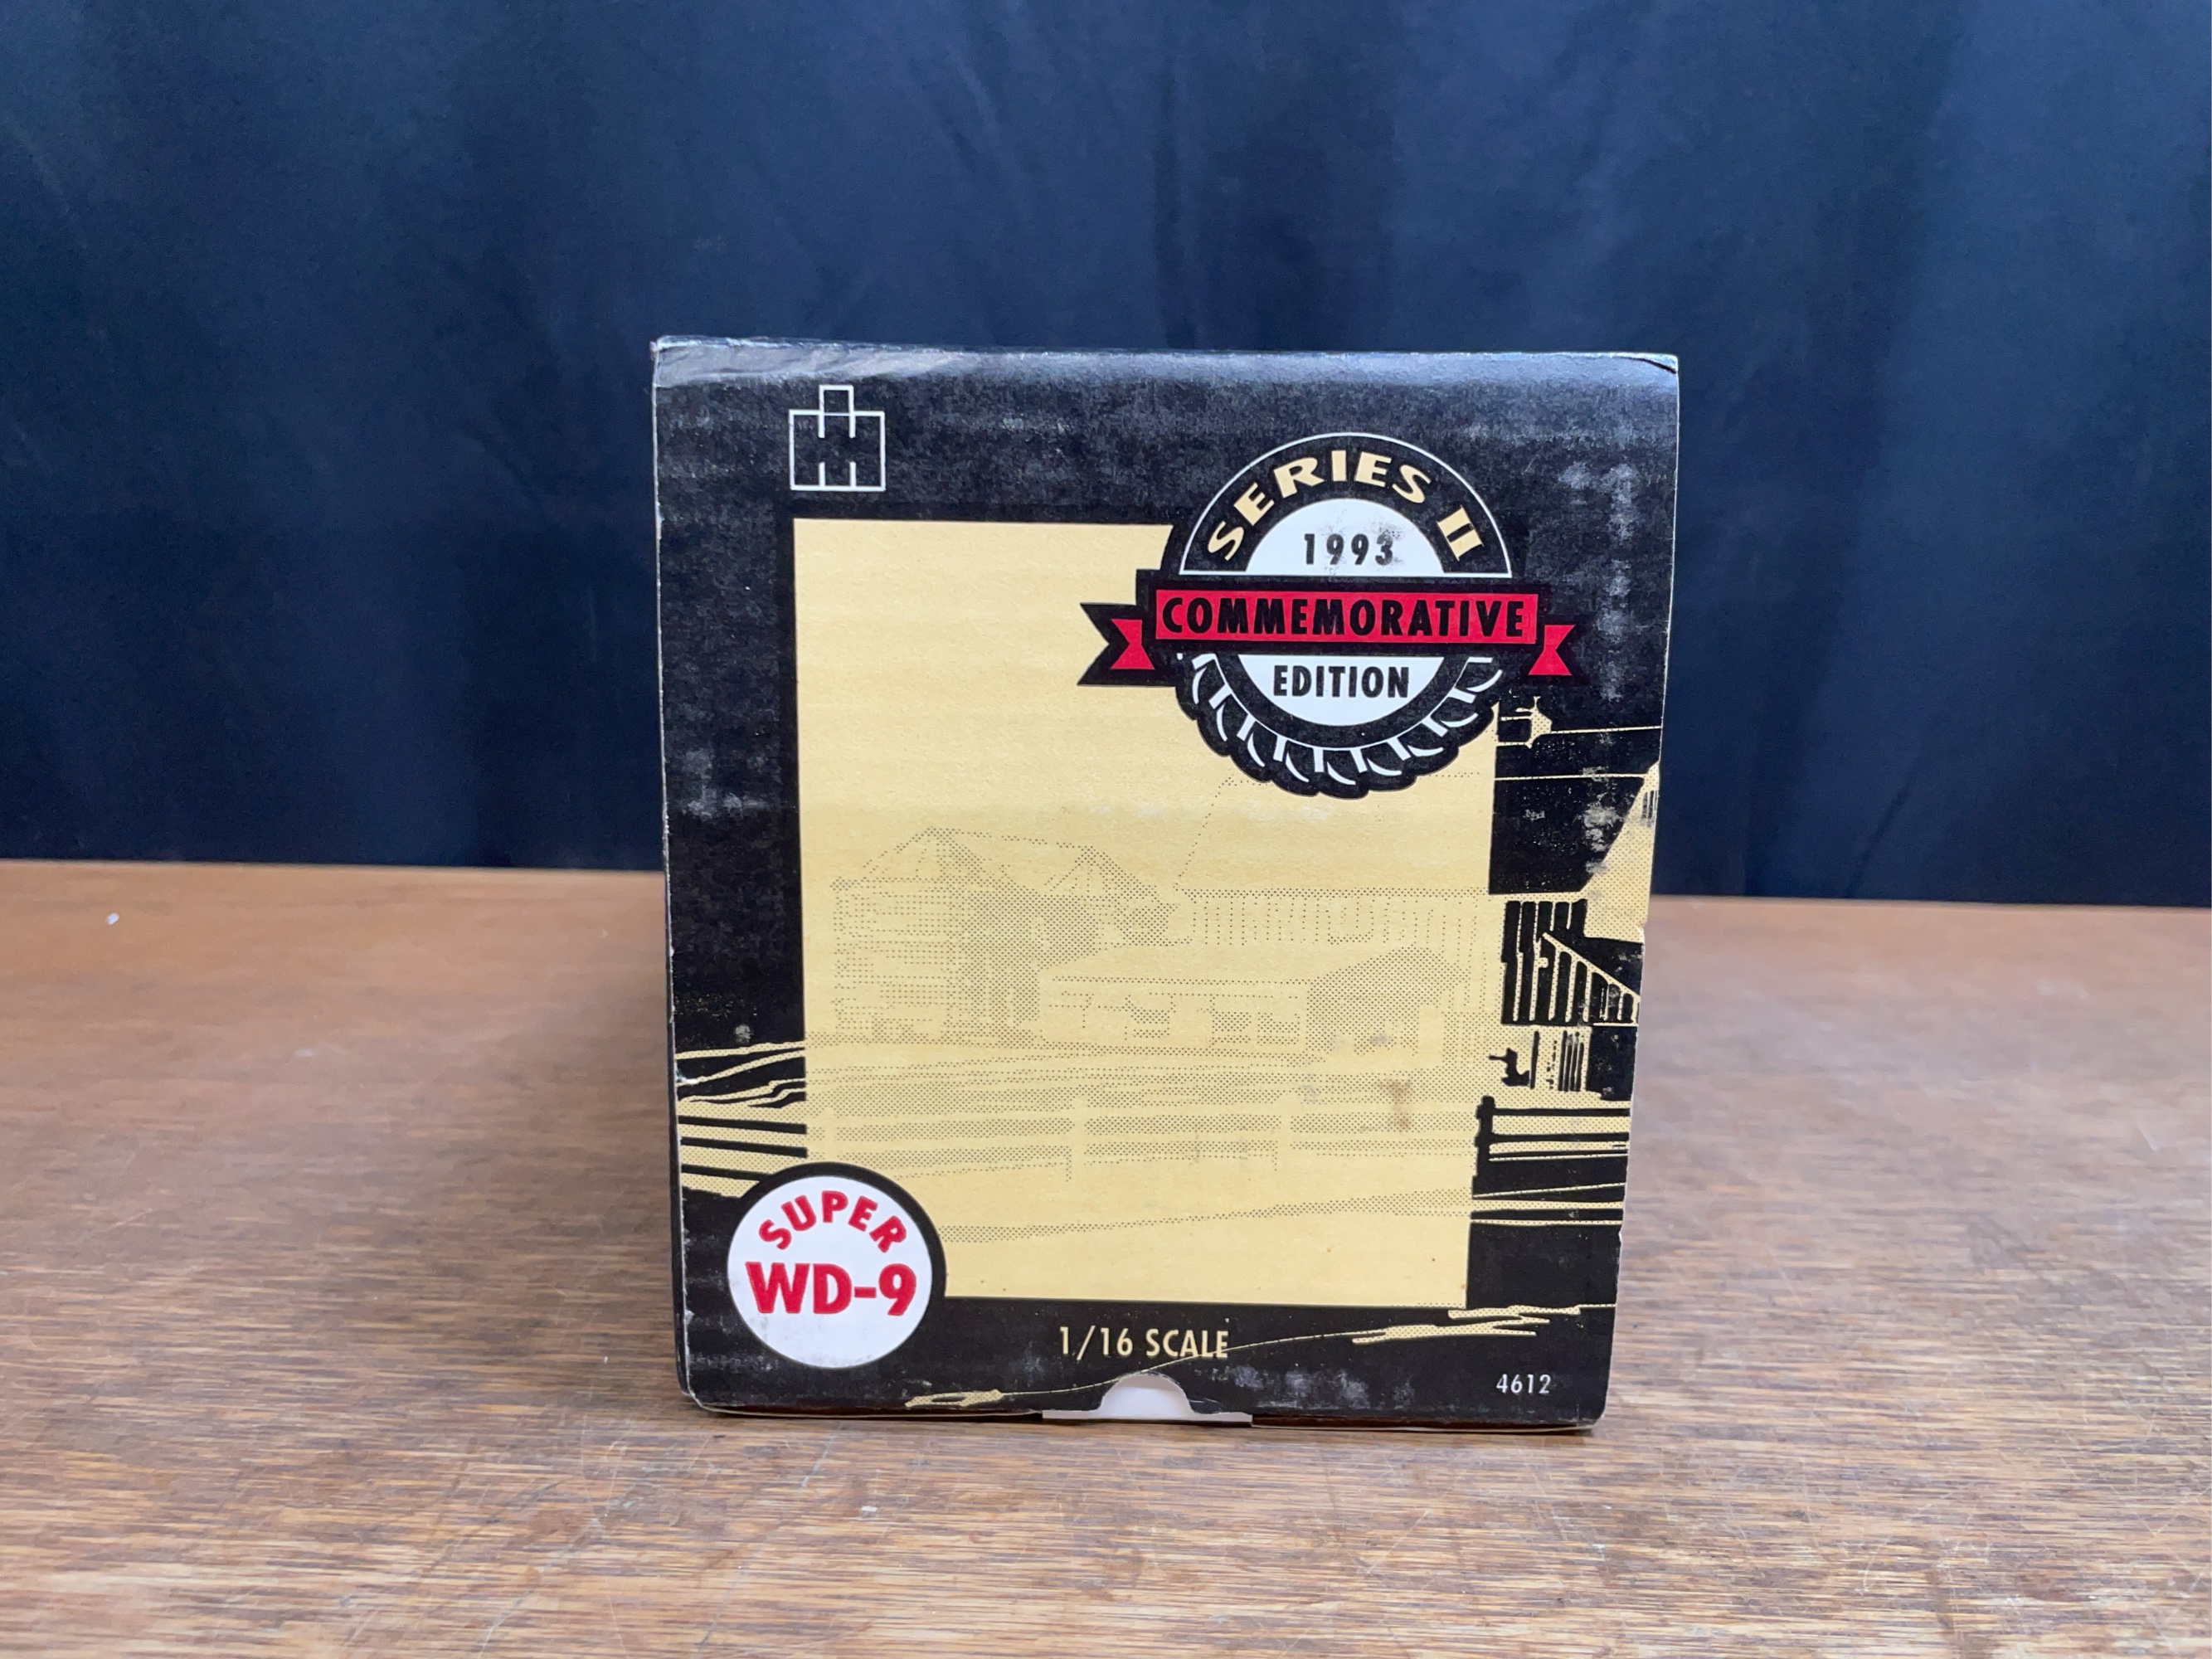 SERIES II
1993
COMMEMORATIVE
EDITION
SUPER
WD-9
1/16 SCALE
4612